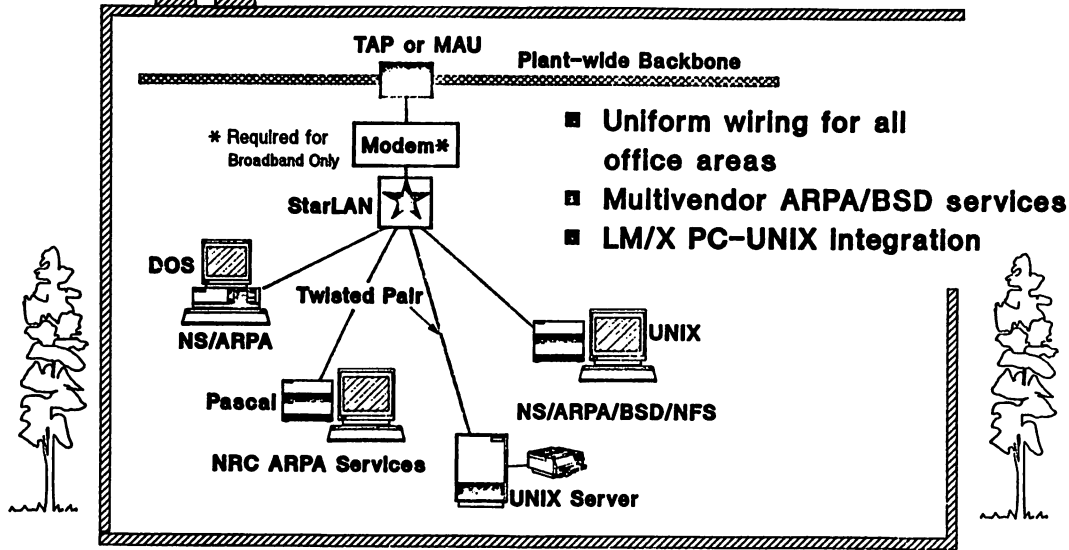 TAP or MAU
Plant-wide Backbone
* Required for
Broadband Only
Modem*
StarLAN
Uniform wiring for all
office areas
Multivendor ARPA/BSD services
LM/X PC-UNIX integration
DOS
NS/ARPA
Twisted Pair
UNIX
NS/ARPA/BSD/NFS
Pascal
NRC ARPA Services
UNIX Server